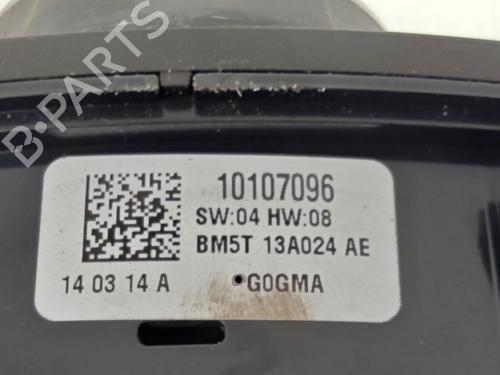 B-PARTS
10107096
SW:04 HW:08
BM5T 13A024 AE
14 03 14 A
G0GMA